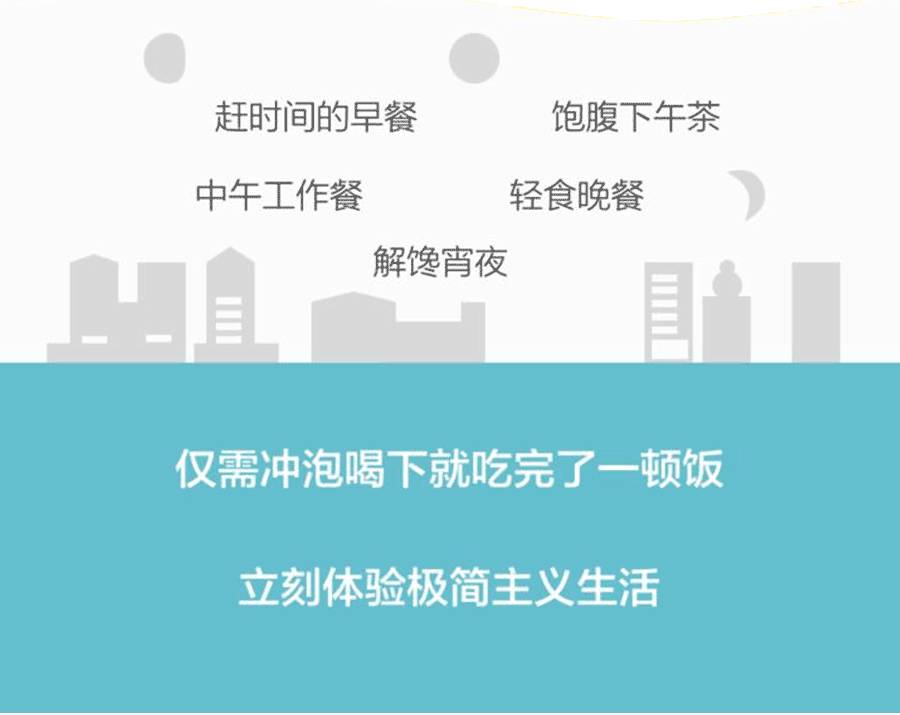 赶时间的早餐 饱腹下午茶
中午工作餐 轻食晚餐
解馋宵夜
仅需冲泡喝下就吃完了一顿饭
立刻体验极简主义生活